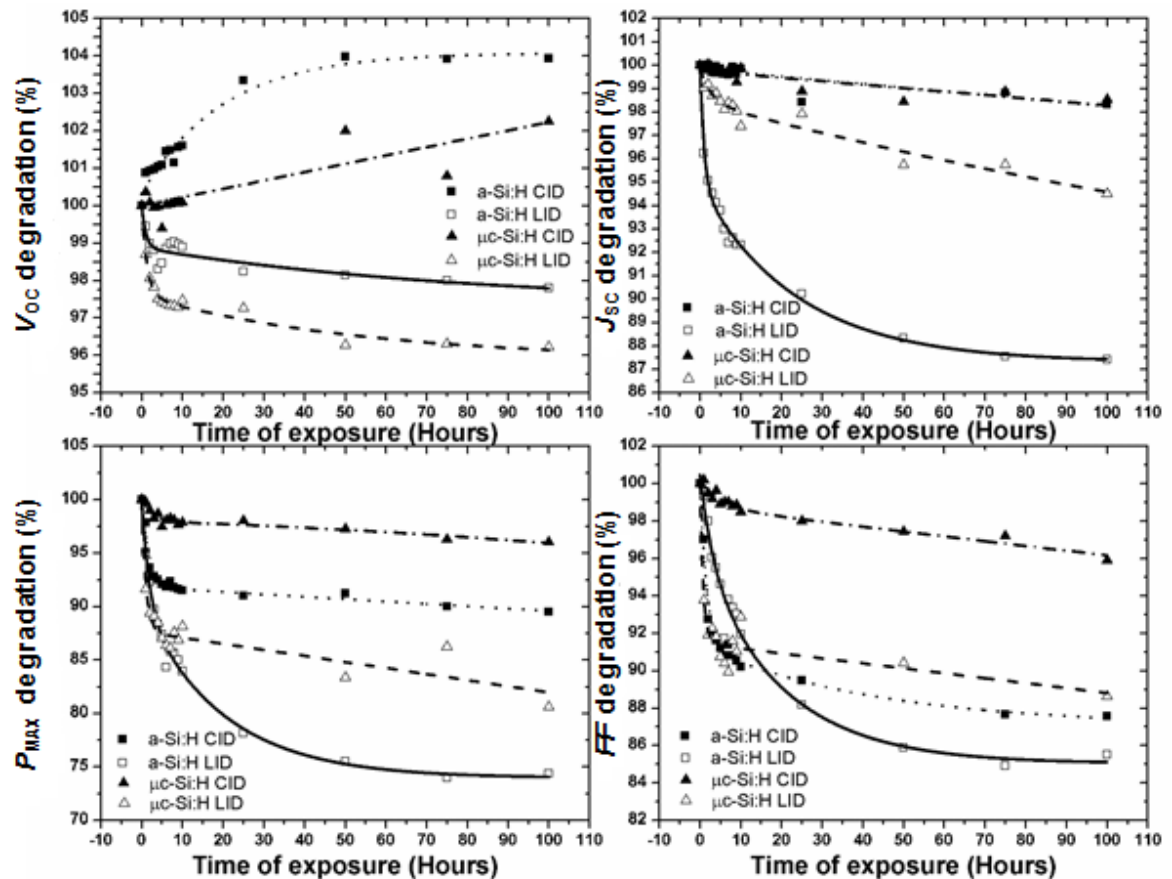 V_OC degradation (%)
105
104
103
102
101
100
99
98
97
96
95
a-Si:H CID
a-Si:H LID
μc-Si:H CID
μc-Si:H LID
-10 0 10 20 30 40 50 60 70 80 90 100 110
Time of exposure (Hours)
J_SC degradation (%)
102
101
100
99
98
97
96
95
94
93
92
91
90
89
88
87
86
a-Si:H CID
a-Si:H LID
μc-Si:H CID
μc-Si:H LID
-10 0 10 20 30 40 50 60 70 80 90 100 110
Time of exposure (Hours)
P_MAX degradation (%)
105
100
95
90
85
80
75
70
a-Si:H CID
a-Si:H LID
μc-Si:H CID
μc-Si:H LID
-10 0 10 20 30 40 50 60 70 80 90 100 110
Time of exposure (Hours)
FF degradation (%)
102
100
98
96
94
92
90
88
86
84
82
a-Si:H CID
a-Si:H LID
μc-Si:H CID
μc-Si:H LID
-10 0 10 20 30 40 50 60 70 80 90 100 110
Time of exposure (Hours)